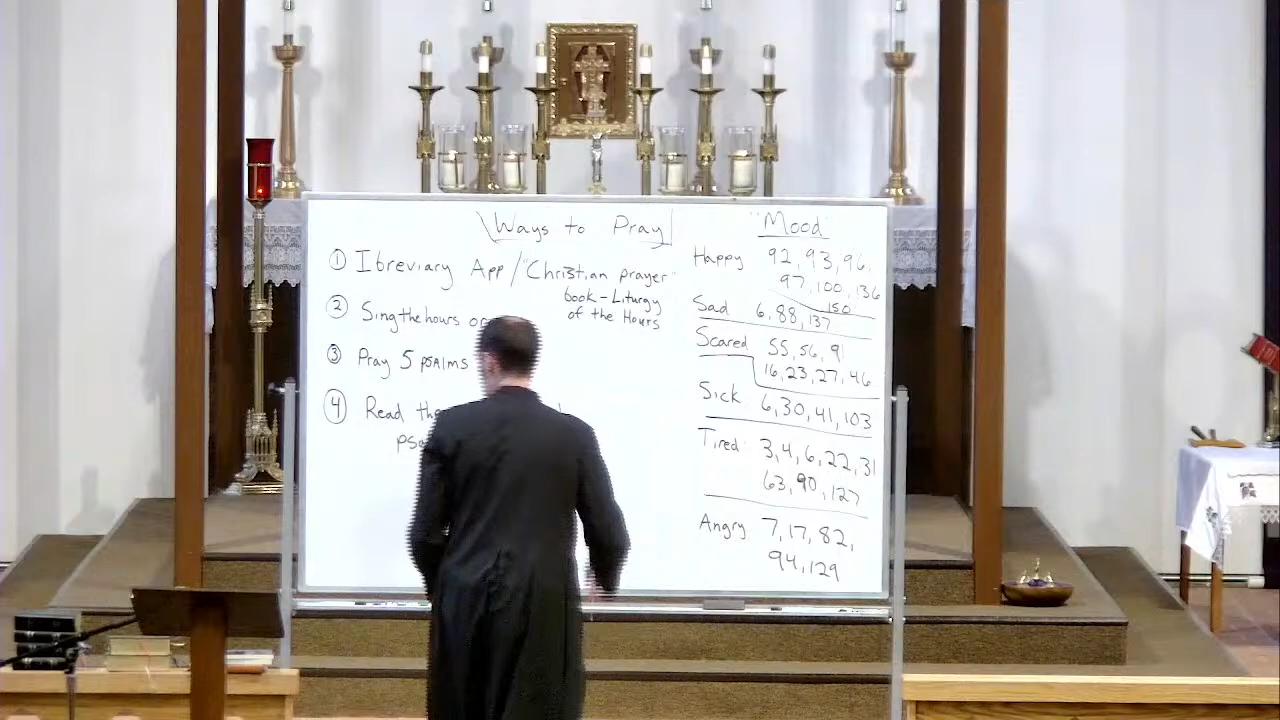 Ways to Pray
① Ibreviary App / "Christian prayer"
book - Liturgy
of the Hours
② Sing the hours
③ Pray 5 psalms
④ Read
"Mood"
Happy 92, 93, 96,
97, 100, 136
150
Sad 6, 88, 137
Scared 55, 56, 91
16, 23, 27, 46
Sick 6, 30, 41, 103
Tired 3, 4, 6, 22, 31
63, 90, 127
Angry 7, 17, 82,
94, 129